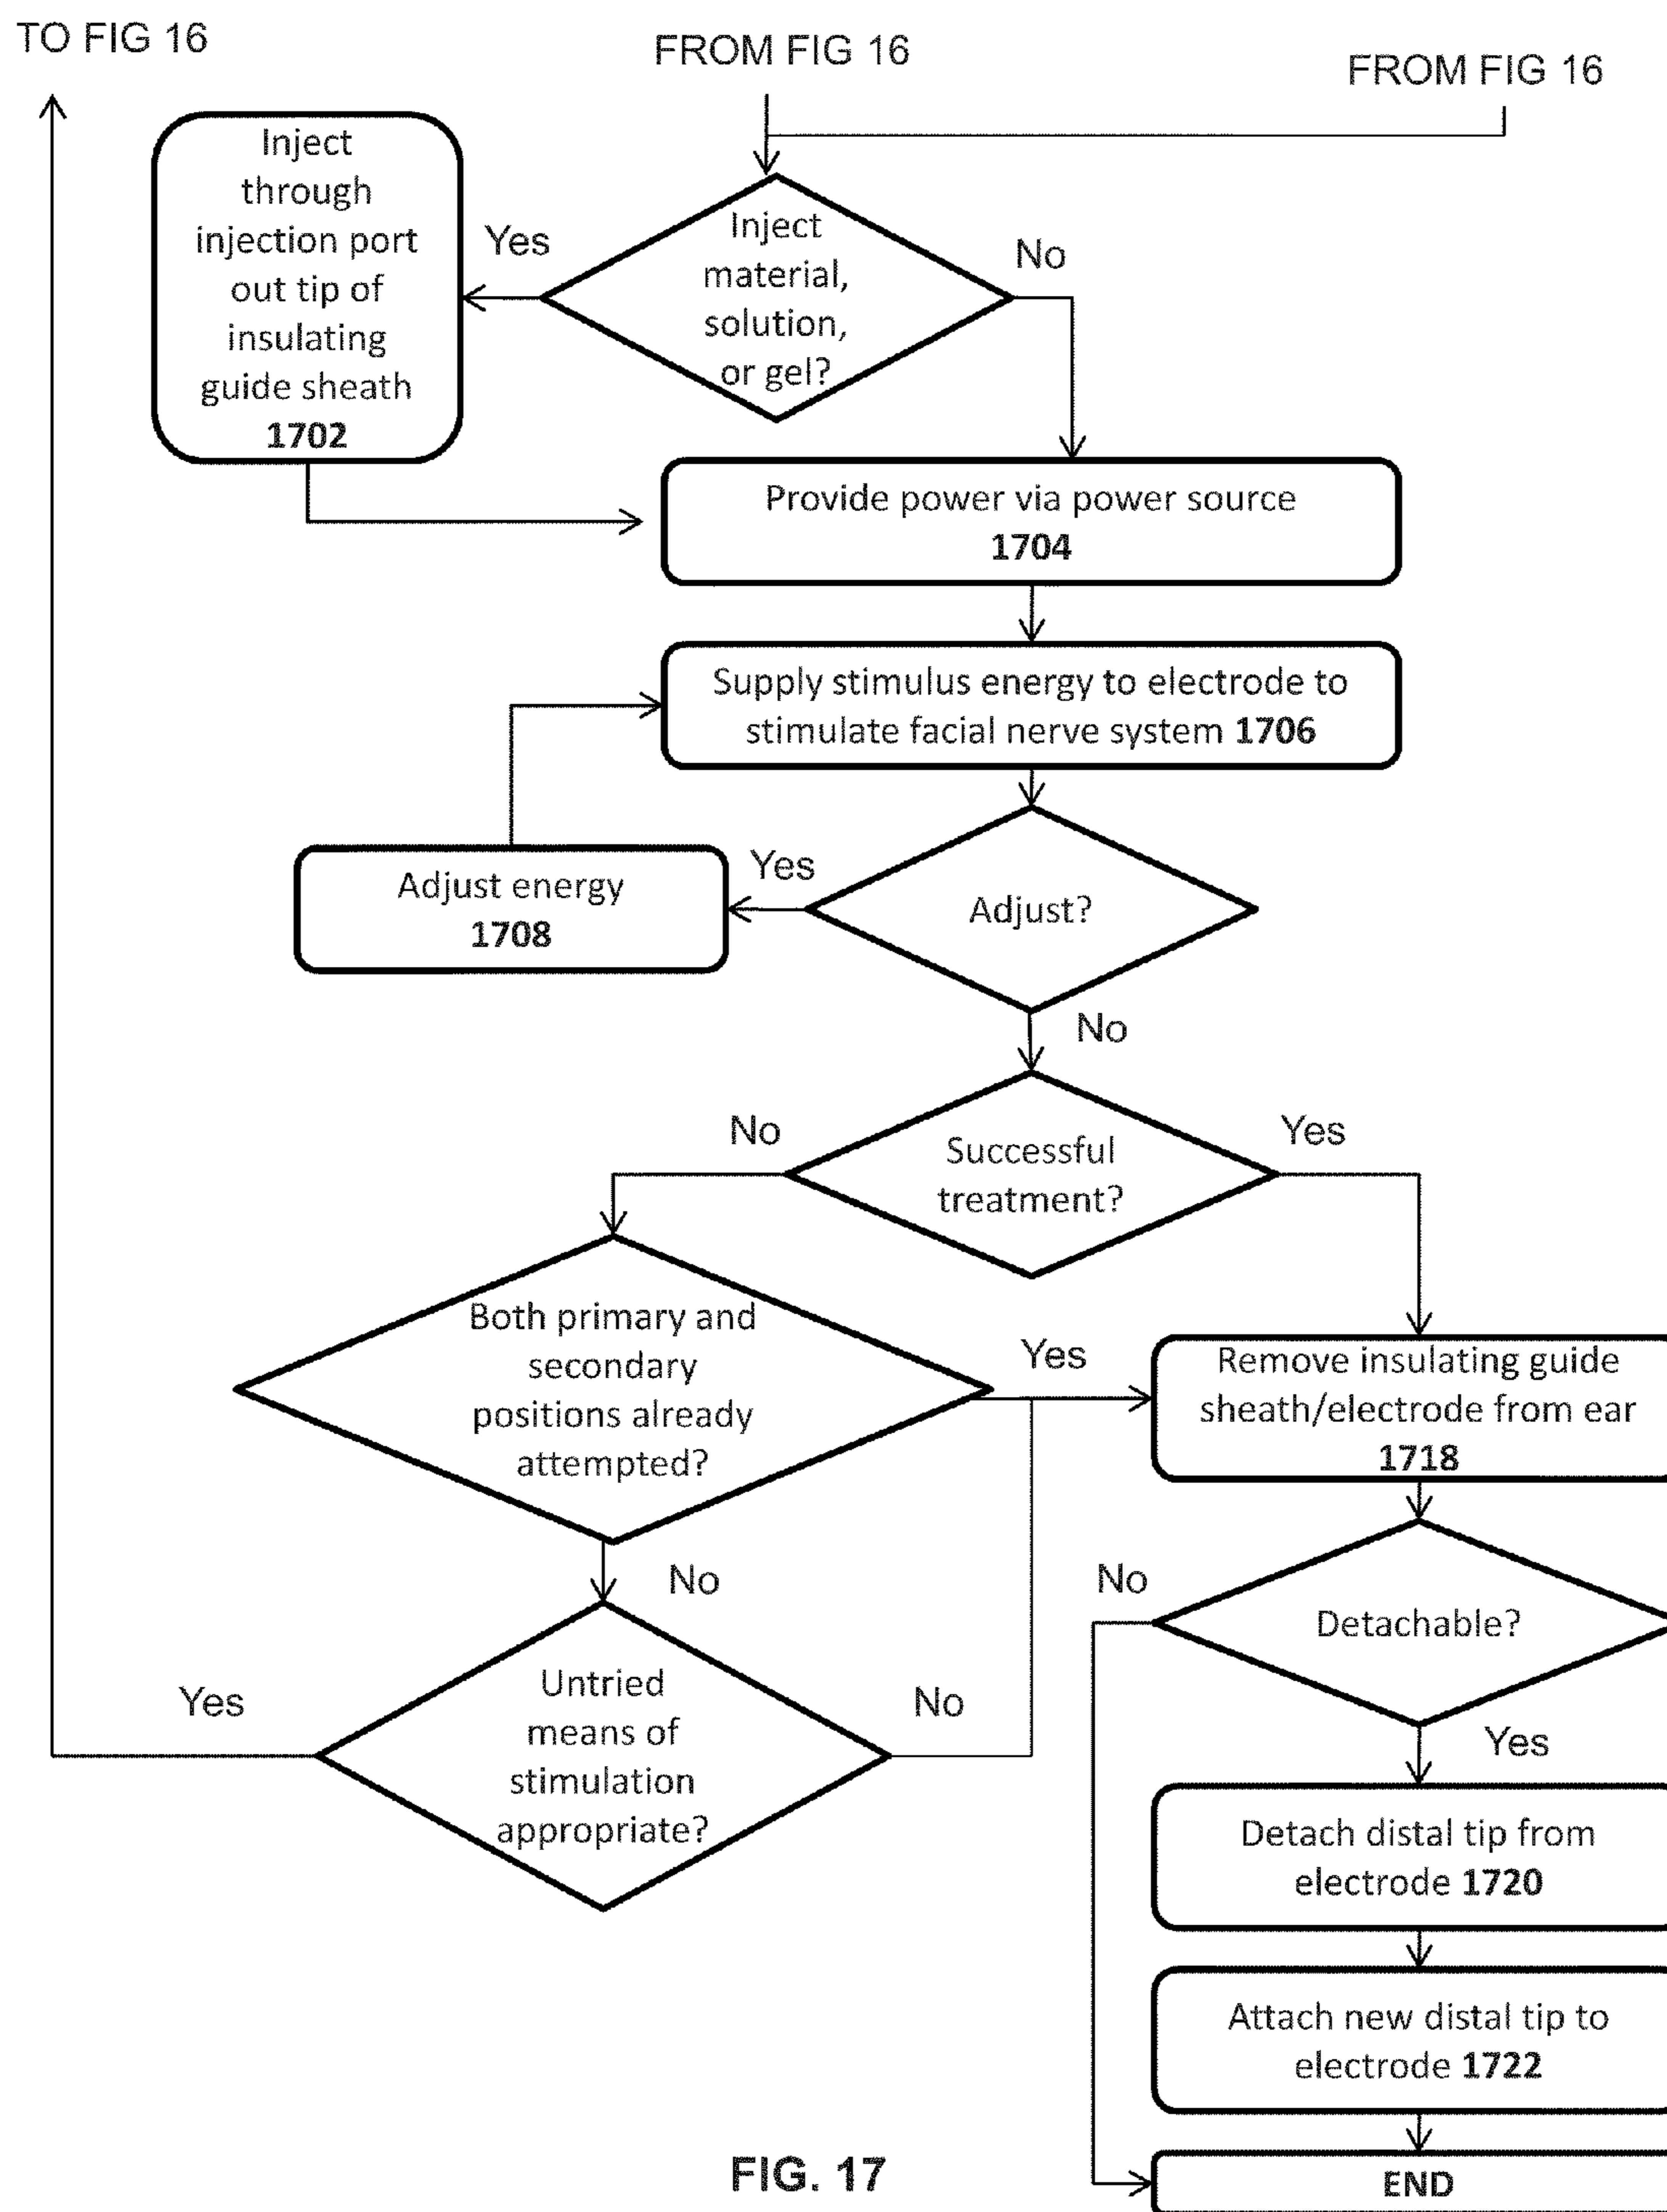 TO FIG 16
FROM FIG 16
FROM FIG 16
Inject
through
injection port
out tip of
insulating
guide sheath
1702
Yes
Inject
material,
solution,
or gel?
No
Provide power via power source
1704
Supply stimulus energy to electrode to
stimulate facial nerve system 1706
Adjust energy
1708
Yes
Adjust?
No
No
Successful
treatment?
Yes
Both primary and
secondary
positions already
attempted?
Yes
Remove insulating guide
sheath/electrode from ear
1718
No
No
Detachable?
Yes
Untried
means of
stimulation
appropriate?
No
Yes
Detach distal tip from
electrode 1720
Attach new distal tip to
electrode 1722
END
FIG. 17